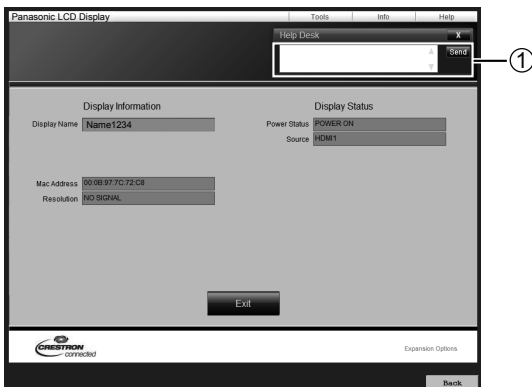 Panasonic LCD Display
Tools Info Help
Help Desk X
Send
①
Display Information Display Status
Display Name Name1234 Power Status POWER ON
Source HDMI1
Mac Address 00:0B:97:7C:72:C8
Resolution NO SIGNAL
Exit
CRESTRON
connected
Expansion Options
Back